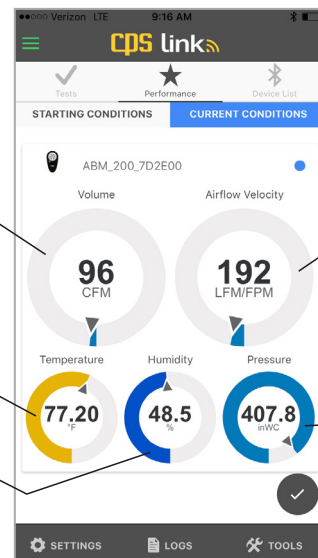 Verizon LTE 9:16 AM
CPS link
Tests Performance Device List
STARTING CONDITIONS CURRENT CONDITIONS
ABM_200_7D2E00
Volume Airflow Velocity
96 192
CFM LFM/FPM
Temperature Humidity Pressure
77.20 48.5 407.8
°F % inWC
SETTINGS LOGS TOOLS